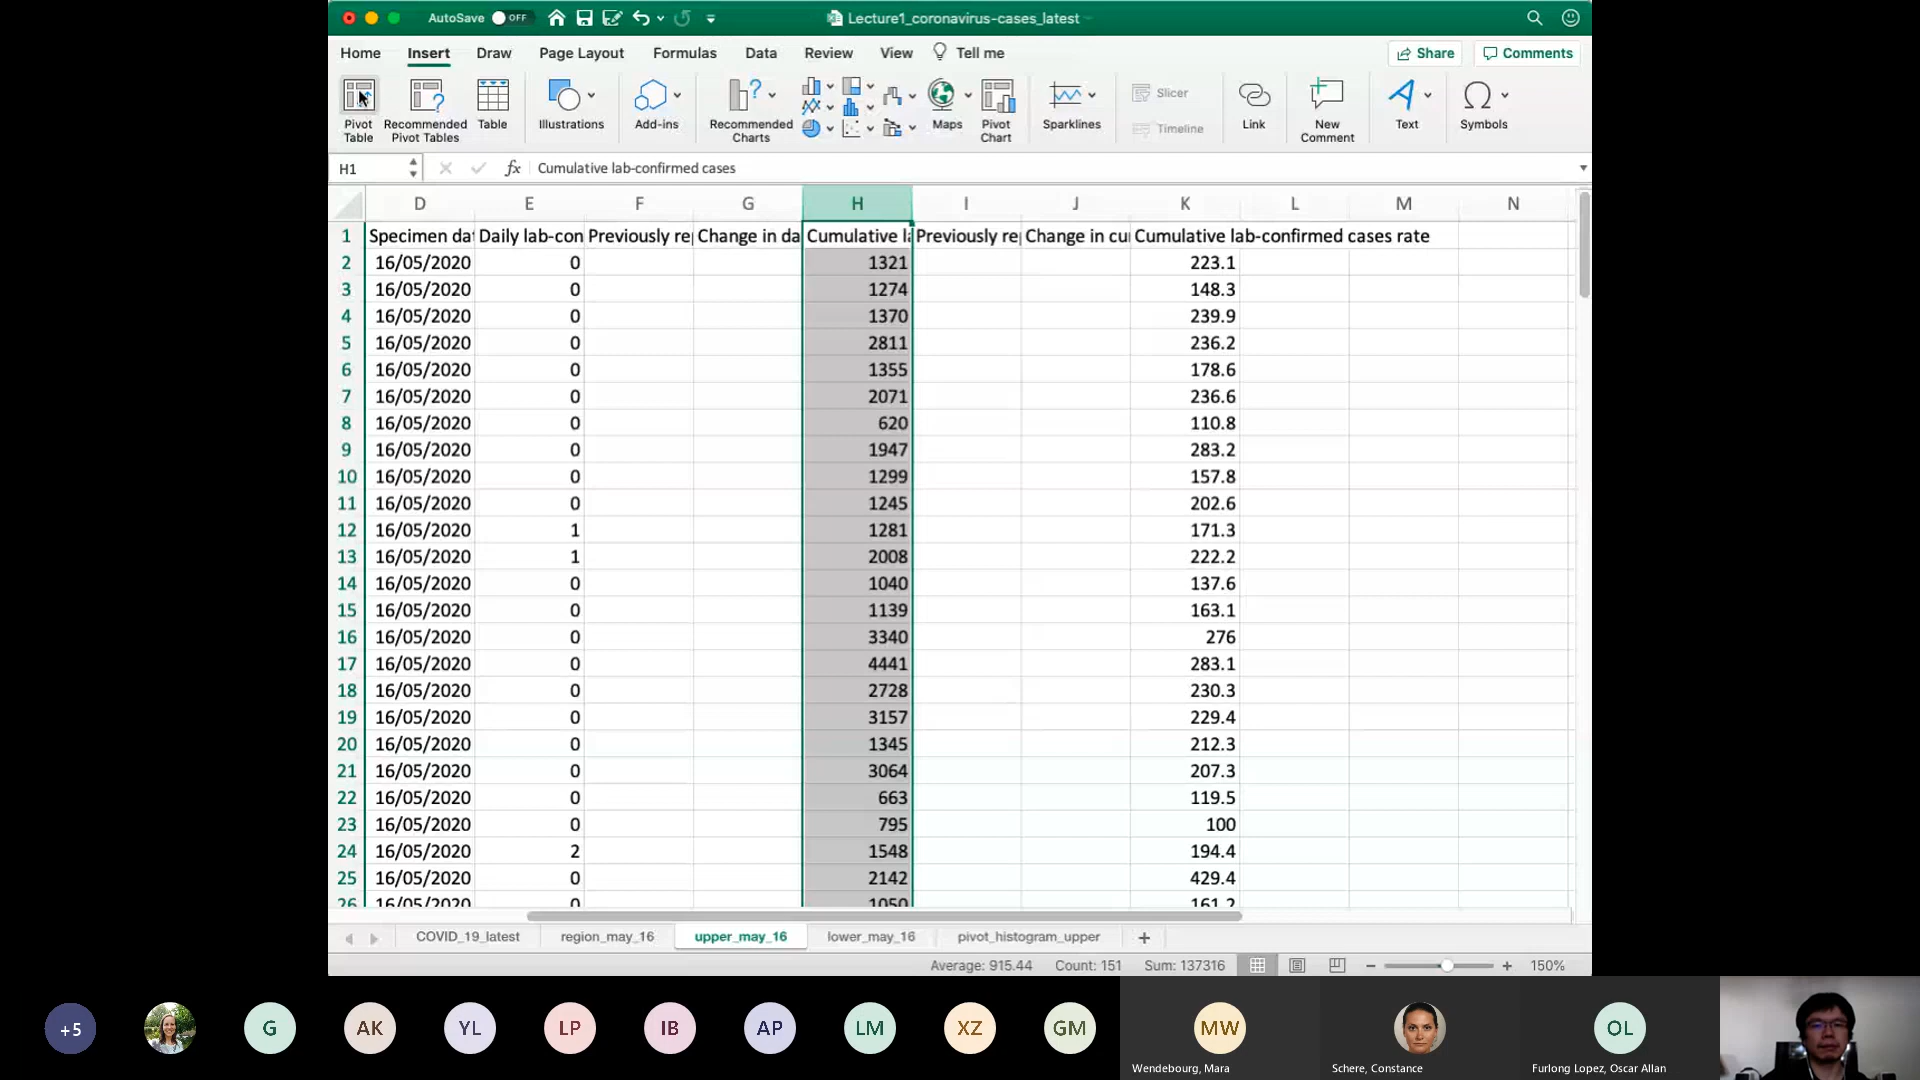 AutoSave OFF Lecture1_coronavirus-cases_latest
Home Insert Draw Page Layout Formulas Data Review View Tell me Share Comments
Pivot Table
Recommended Pivot Tables
Table
Illustrations
Add-ins
Recommended Charts
Maps
Pivot Chart
Sparklines
Slicer
Timeline
Link
New Comment
Text
Symbols
H1 fx Cumulative lab-confirmed cases
D E F G H I J K L M N
1 Specimen dat Daily lab-con Previously rep Change in da Cumulative la Previously re Change in cu Cumulative lab-confirmed cases rate
2 16/05/2020 0 1321 223.1
3 16/05/2020 0 1274 148.3
4 16/05/2020 0 1370 239.9
5 16/05/2020 0 2811 236.2
6 16/05/2020 0 1355 178.6
7 16/05/2020 0 2071 236.6
8 16/05/2020 0 620 110.8
9 16/05/2020 0 1947 283.2
10 16/05/2020 0 1299 157.8
11 16/05/2020 0 1245 202.6
12 16/05/2020 1 1281 171.3
13 16/05/2020 1 2008 222.2
14 16/05/2020 0 1040 137.6
15 16/05/2020 0 1139 163.1
16 16/05/2020 0 3340 276
17 16/05/2020 0 4441 283.1
18 16/05/2020 0 2728 230.3
19 16/05/2020 0 3157 229.4
20 16/05/2020 0 1345 212.3
21 16/05/2020 0 3064 207.3
22 16/05/2020 0 663 119.5
23 16/05/2020 0 795 100
24 16/05/2020 2 1548 194.4
25 16/05/2020 0 2142 429.4
26 16/05/2020 0 1050 161.2
COVID_19_latest region_may_16 upper_may_16 lower_may_16 pivot_histogram_upper +
Average: 915.44 Count: 151 Sum: 137316 150%
+5 G AK YL LP IB AP LM XZ GM MW OL
Wendebourg, Mara Schere, Constance Furlong Lopez, Oscar Allan